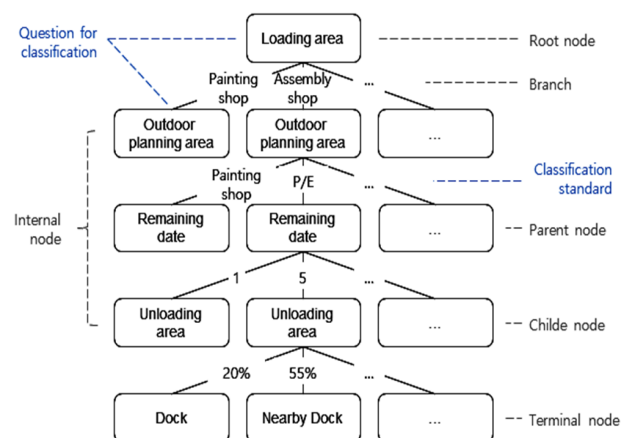 Question for
classification
Loading area
Root node
Painting
shop
Assembly
shop
...
Branch
Outdoor
planning area
Outdoor
planning area
...
Painting
shop
P/E
...
Classification
standard
Internal
node
Remaining
date
Remaining
date
...
Parent node
1
5
...
Unloading
area
Unloading
area
...
Childe node
20%
55%
...
Dock
Nearby Dock
...
Terminal node